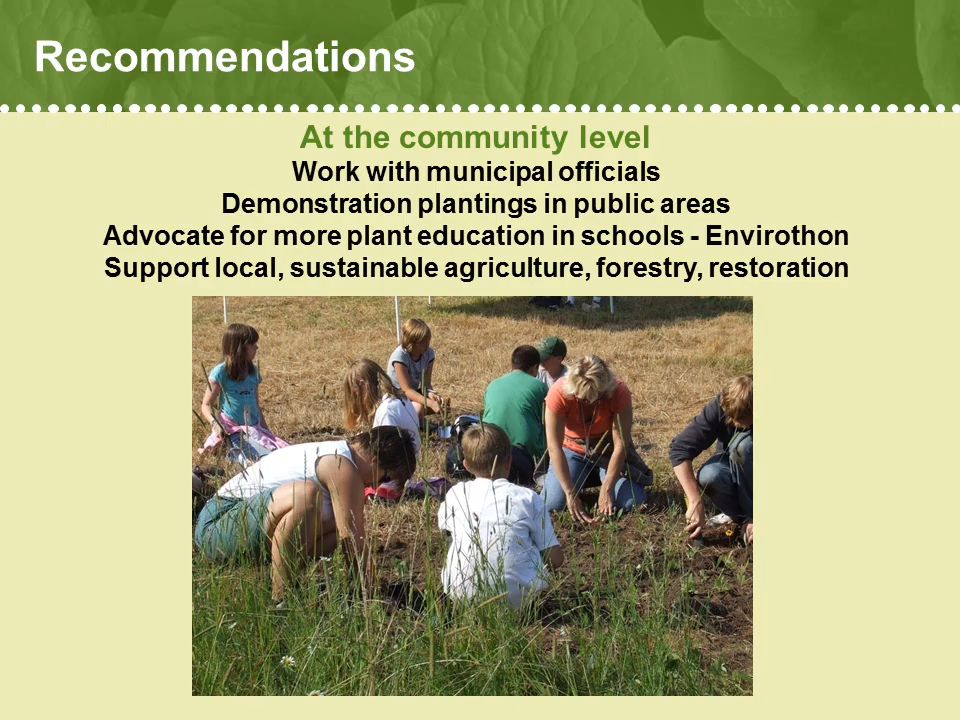 Recommendations
At the community level
Work with municipal officials
Demonstration plantings in public areas
Advocate for more plant education in schools - Envirothon
Support local, sustainable agriculture, forestry, restoration